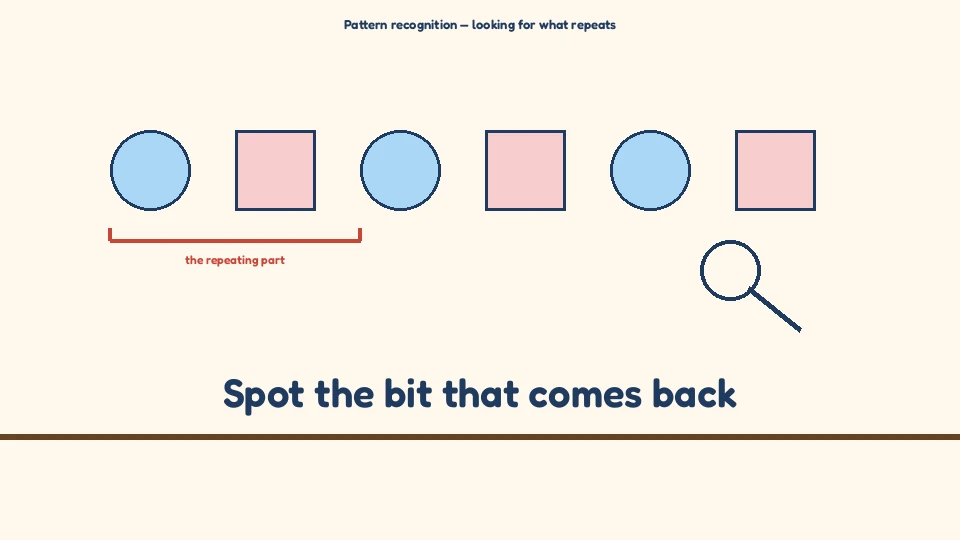 Pattern recognition — looking for what repeats
the repeating part
Spot the bit that comes back